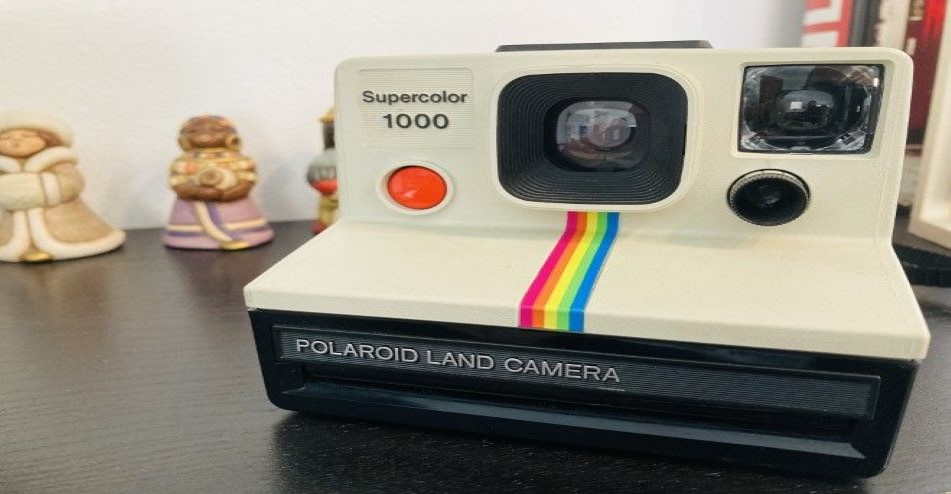 Supercolor
1000
POLAROID LAND CAMERA